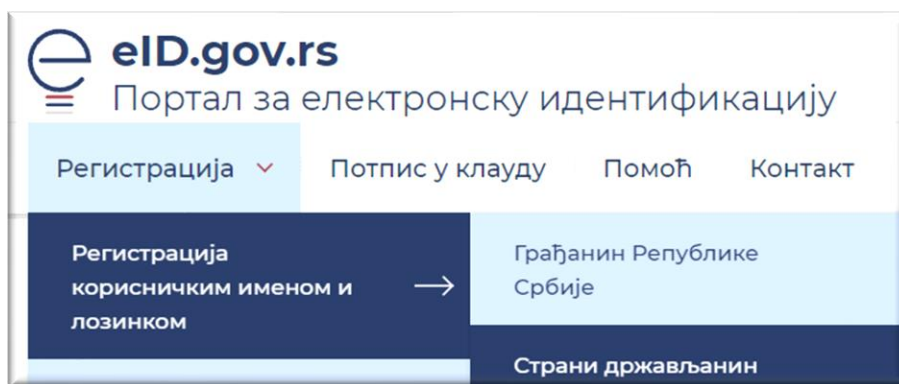 eID.gov.rs
Портал за електронску идентификацију
Регистрација Потпис у клауду Помоћ Контакт
Регистрација
корисничким именом и
лозинком
Грађанин Републике
Србије
Страни држављанин